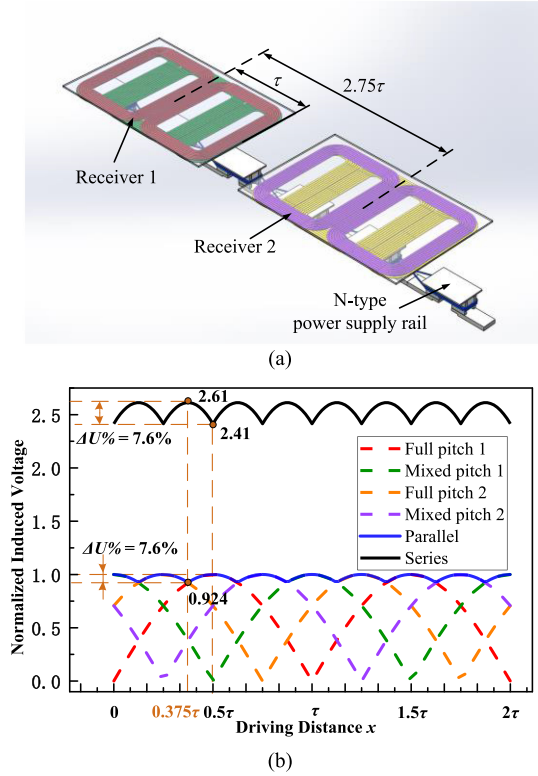 τ
2.75τ
Receiver 1
Receiver 2
N-type
power supply rail
(a)
Normalized Induced Voltage
2.5
2.0
1.5
1.0
0.5
0.0
2.61
2.41
ΔU% = 7.6%
ΔU% = 7.6%
0.924
Full pitch 1
Mixed pitch 1
Full pitch 2
Mixed pitch 2
Parallel
Series
0
0.375τ
0.5τ
τ
1.5τ
2τ
Driving Distance x
(b)